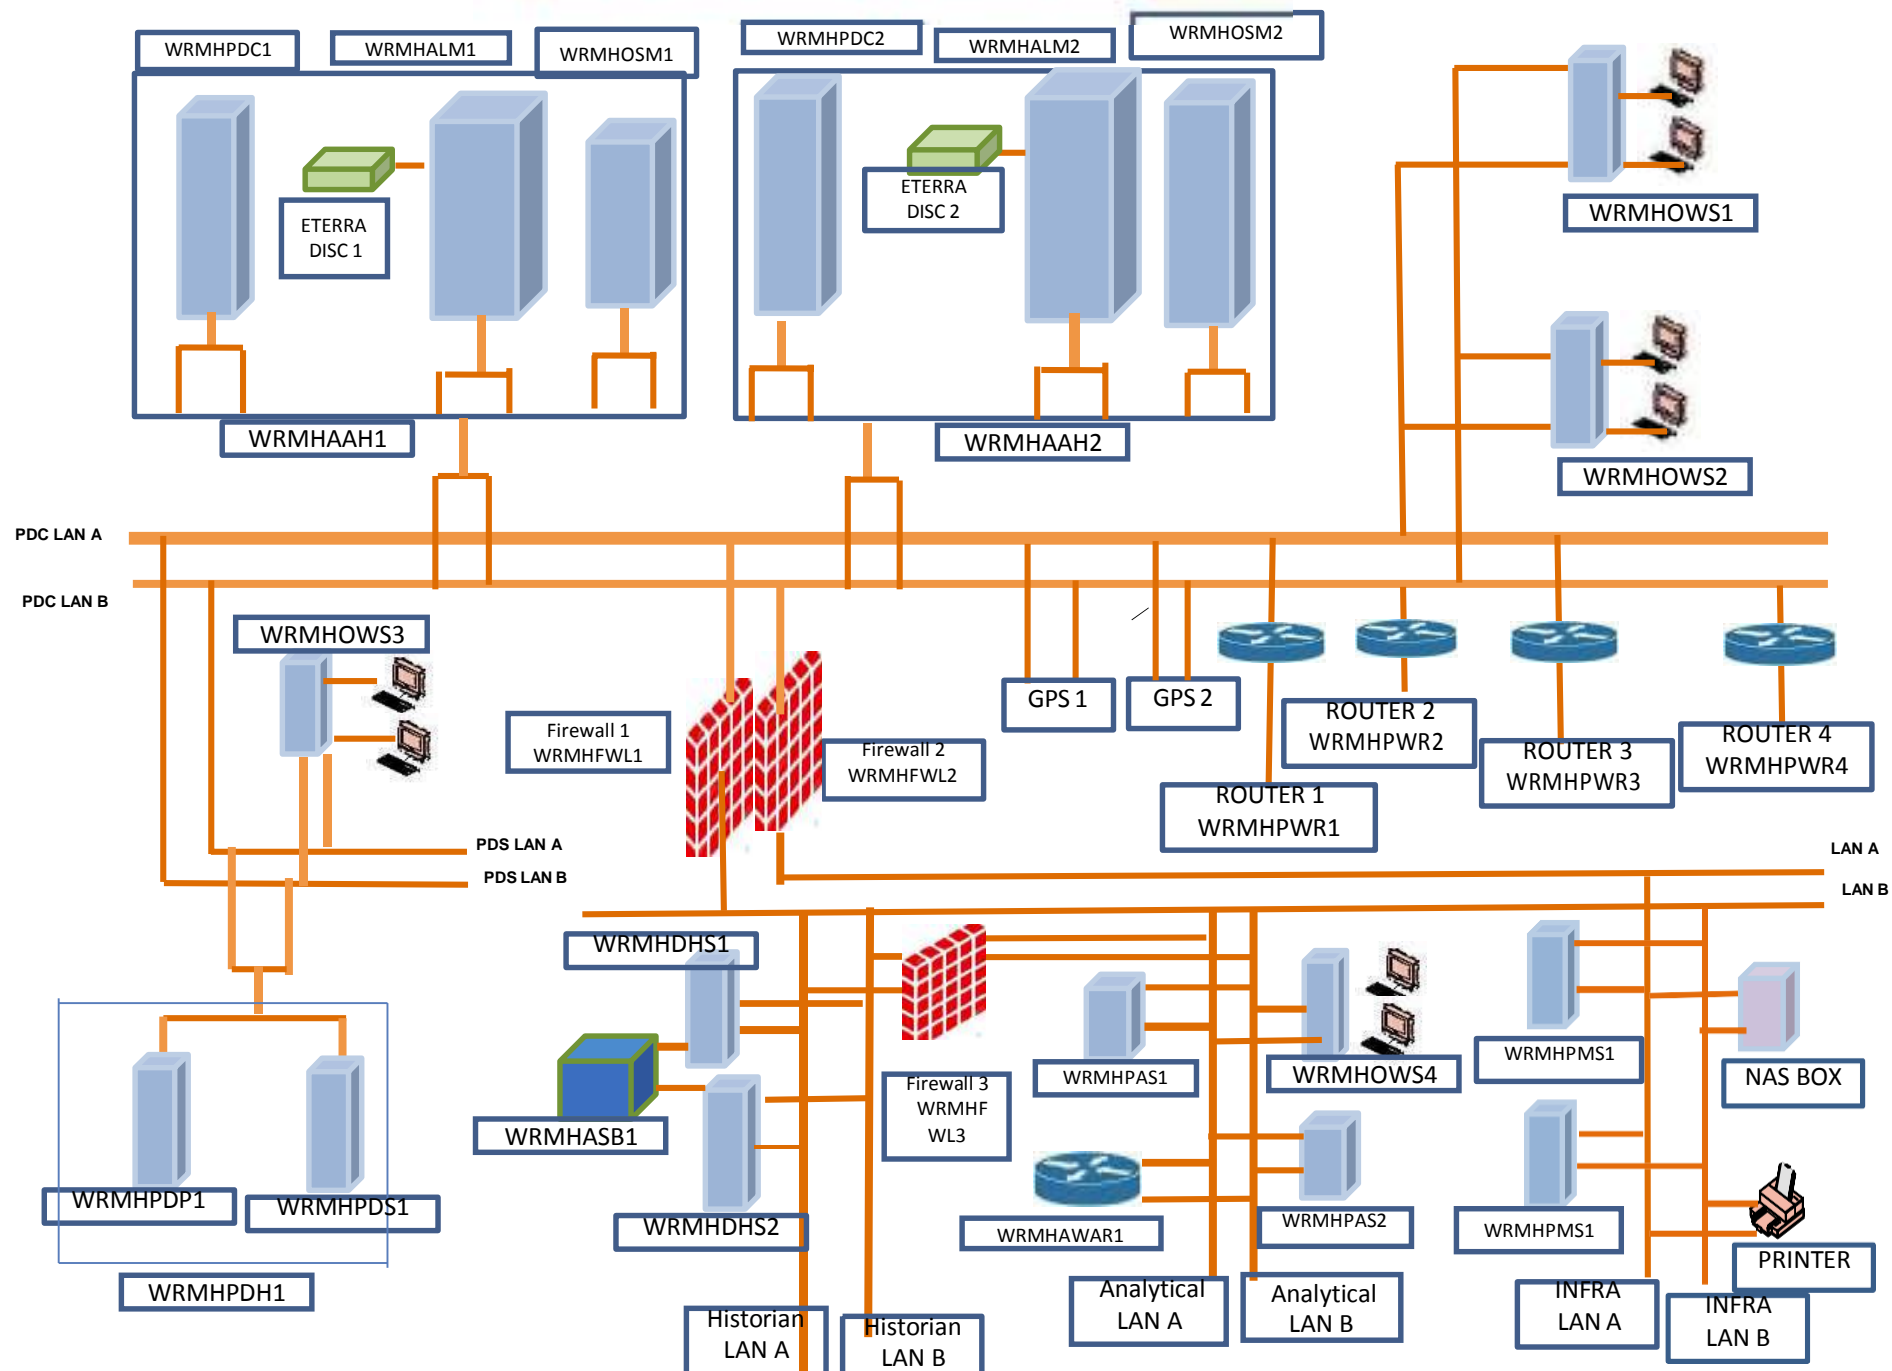 WRMHPDC1
WRMHALM1
WRMHOSM1
WRMHPDC2
WRMHALM2
WRMHOSM2
ETERRA
DISC 1
ETERRA
DISC 2
WRMHOWS1
WRMHAAH1
WRMHAAH2
WRMHOWS2
PDC LAN A
PDC LAN B
WRMHOWS3
GPS 1
GPS 2
Firewall 1
WRMHFWL1
Firewall 2
WRMHFWL2
ROUTER 1
WRMHPWR1
ROUTER 2
WRMHPWR2
ROUTER 3
WRMHPWR3
ROUTER 4
WRMHPWR4
PDS LAN A
PDS LAN B
LAN A
LAN B
WRMHDHS1
WRMHASB1
WRMHDHS2
Firewall 3
WRMHF
WL3
WRMHPAS1
WRMHOWS4
WRMHPMS1
NAS BOX
WRMHAWAR1
WRMHPAS2
WRMHPMS1
PRINTER
WRMHPDP1
WRMHPDS1
WRMHPDH1
Historian
LAN A
Historian
LAN B
Analytical
LAN A
Analytical
LAN B
INFRA
LAN A
INFRA
LAN B